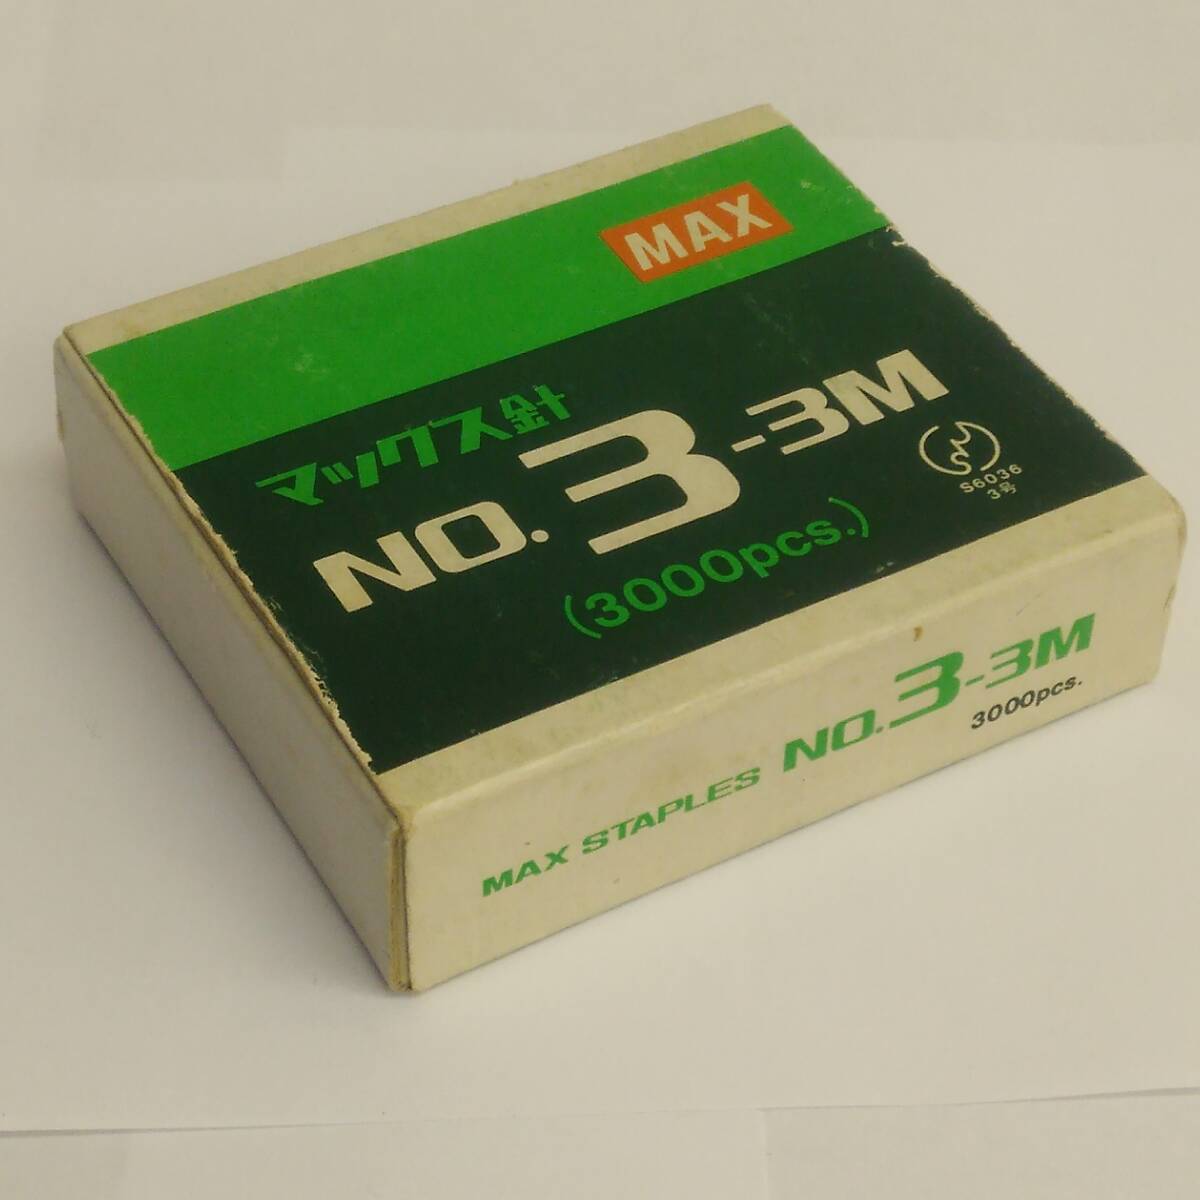 MAX
マックス針
NO.3-3M
(3000pcs.)
S6036
3号
MAX STAPLES NO.3-3M
3000pcs.